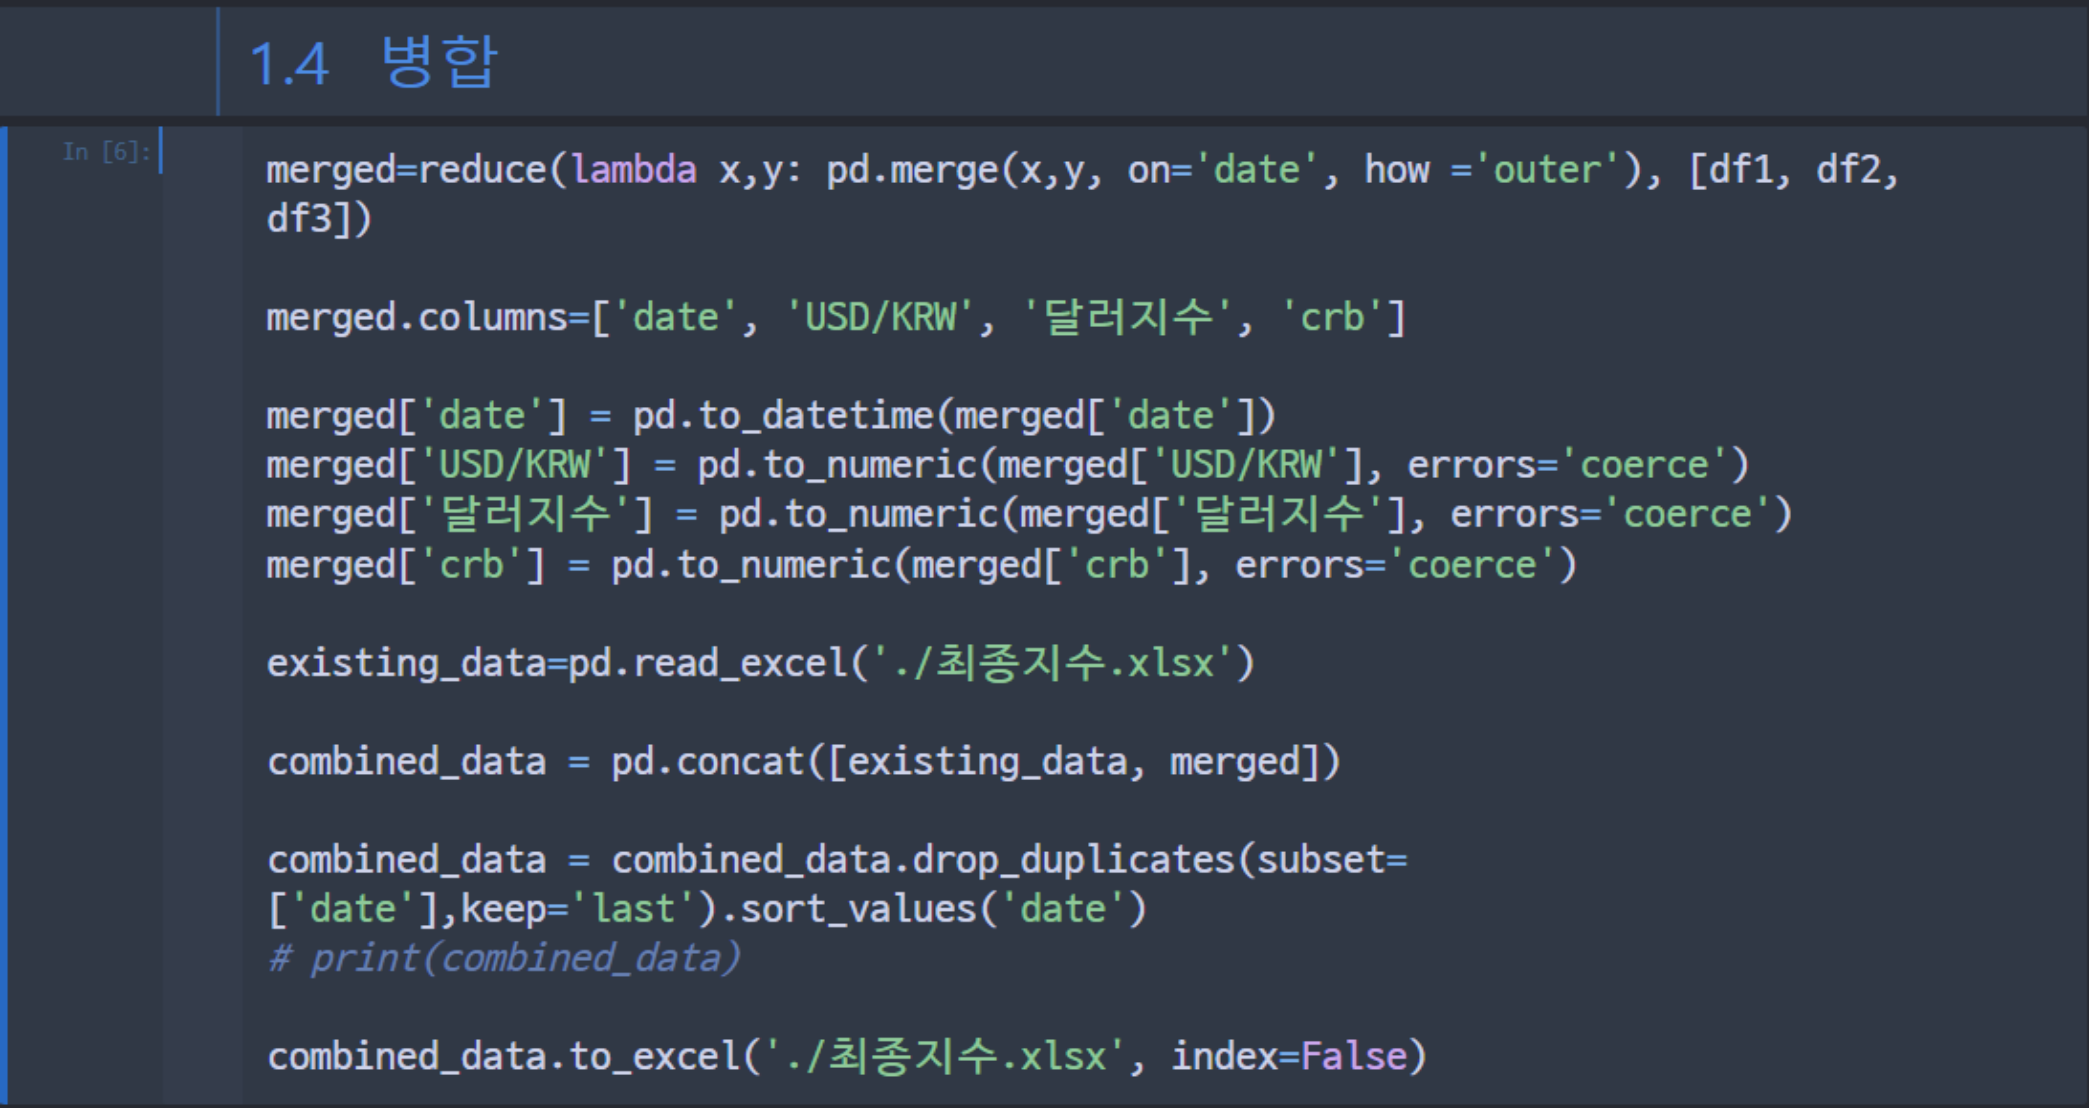 1.4 병합
In [6]:
merged=reduce(lambda x,y: pd.merge(x,y, on='date', how ='outer'), [df1, df2,
df3])
merged.columns=['date', 'USD/KRW', '달러지수', 'crb']
merged['date'] = pd.to_datetime(merged['date'])
merged['USD/KRW'] = pd.to_numeric(merged['USD/KRW'], errors='coerce')
merged['달러지수'] = pd.to_numeric(merged['달러지수'], errors='coerce')
merged['crb'] = pd.to_numeric(merged['crb'], errors='coerce')
existing_data=pd.read_excel('./최종지수.xlsx')
combined_data = pd.concat([existing_data, merged])
combined_data = combined_data.drop_duplicates(subset=
['date'],keep='last').sort_values('date')
# print(combined_data)
combined_data.to_excel('./최종지수.xlsx', index=False)